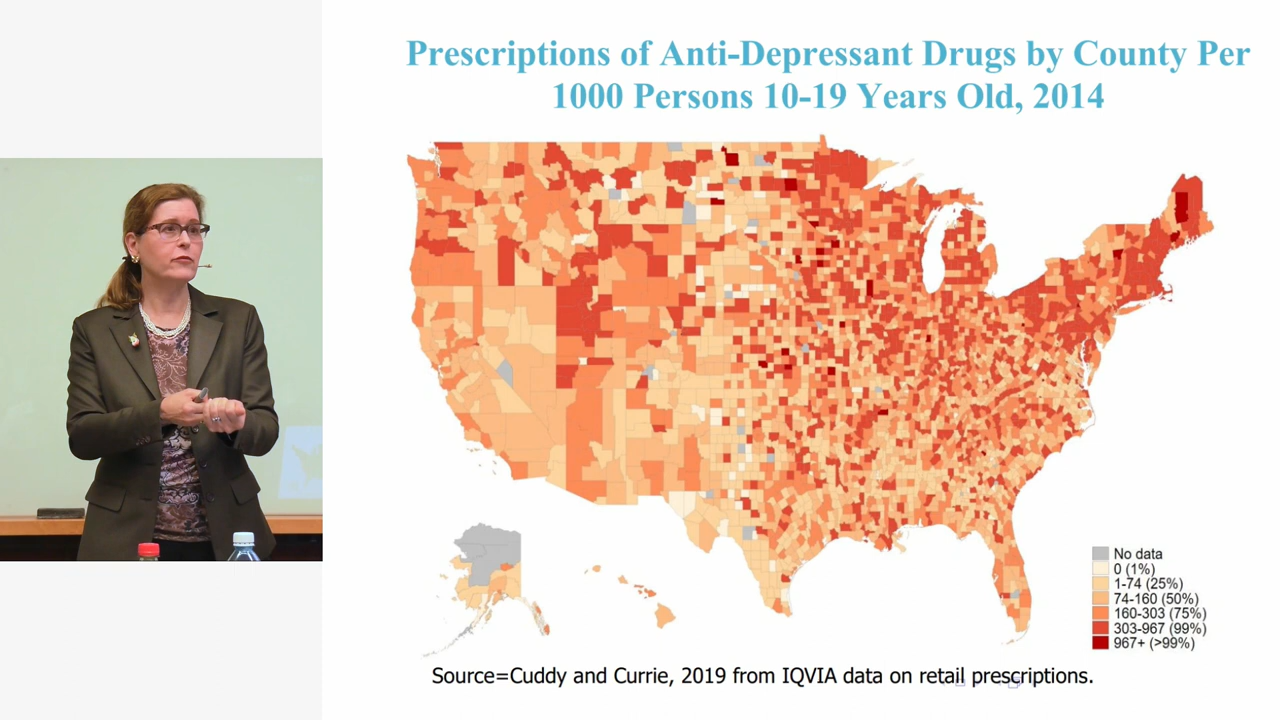 Prescriptions of Anti-Depressant Drugs by County Per
1000 Persons 10-19 Years Old, 2014
No data
0 (1%)
1-74 (25%)
74-160 (50%)
160-303 (75%)
303-967 (99%)
967+ (>99%)
Source=Cuddy and Currie, 2019 from IQVIA data on retail prescriptions.